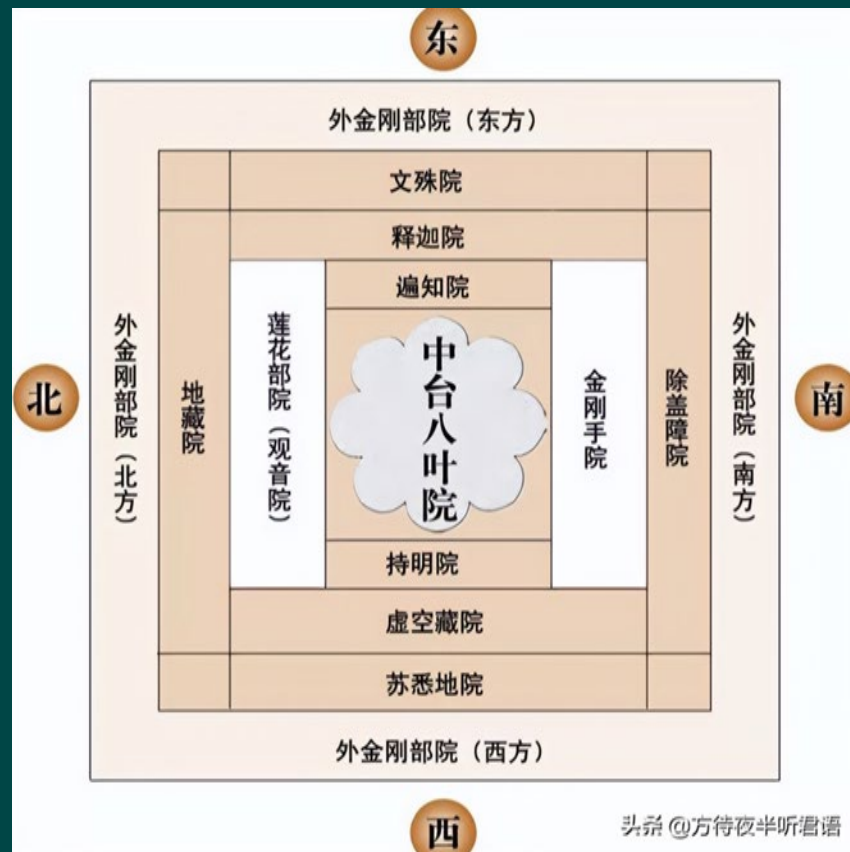 东
外金刚部院（东方）
文殊院
释迦院
遍知院
北
外金刚部院（北方）
地藏院
莲花部院（观音院）
中台八叶院
金刚手院
除盖障院
外金刚部院（南方）
南
持明院
虚空藏院
苏悉地院
外金刚部院（西方）
西
头条 @方待夜半听君语